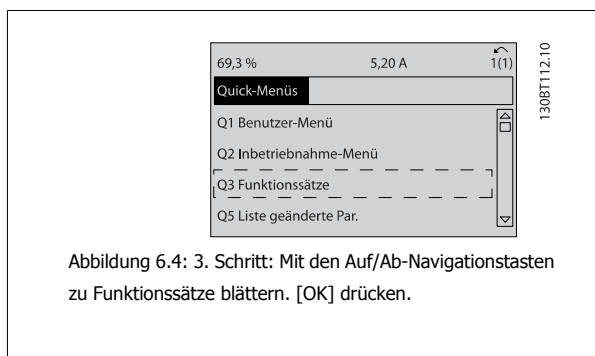 69,3 % 5,20 A 1(1)
Quick-Menüs
Q1 Benutzer-Menü
Q2 Inbetriebnahme-Menü
Q3 Funktionssätze
Q5 Liste geänderte Par.
130BT112.10
Abbildung 6.4: 3. Schritt: Mit den Auf/Ab-Navigationstasten
zu Funktionssätze blättern. [OK] drücken.